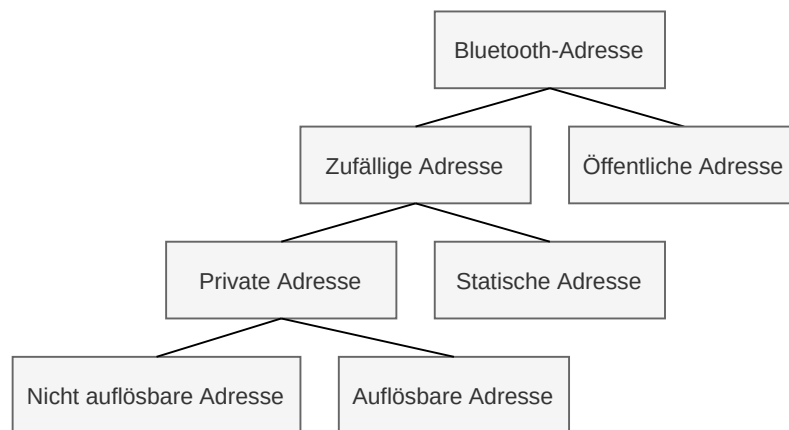 Bluetooth-Adresse
Zufällige Adresse
Öffentliche Adresse
Private Adresse
Statische Adresse
Nicht auflösbare Adresse
Auflösbare Adresse